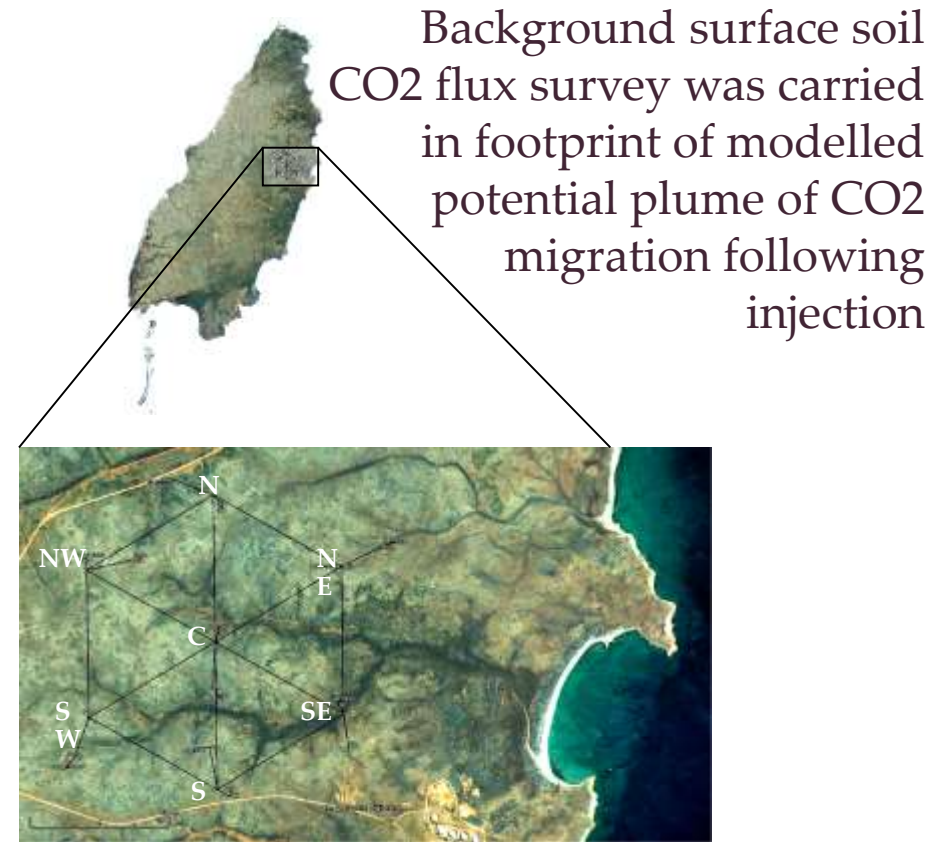 Background surface soil
CO2 flux survey was carried
in footprint of modelled
potential plume of CO2
migration following
injection
N
NW
N
E
C
S
W
SE
S